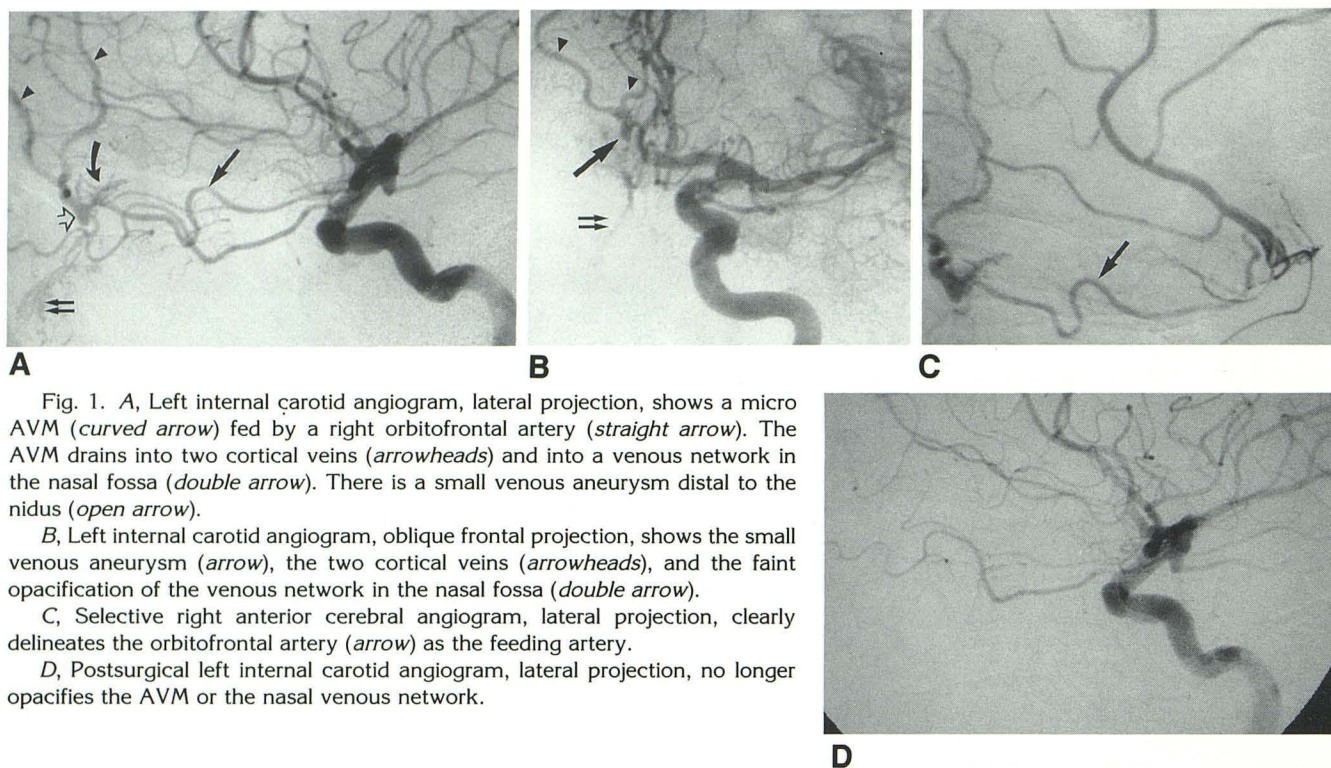 A
B
C
Fig. 1. A, Left internal carotid angiogram, lateral projection, shows a micro
AVM (curved arrow) fed by a right orbitofrontal artery (straight arrow). The
AVM drains into two cortical veins (arrowheads) and into a venous network in
the nasal fossa (double arrow). There is a small venous aneurysm distal to the
nidus (open arrow).
B, Left internal carotid angiogram, oblique frontal projection, shows the small
venous aneurysm (arrow), the two cortical veins (arrowheads), and the faint
opacification of the venous network in the nasal fossa (double arrow).
C, Selective right anterior cerebral angiogram, lateral projection, clearly
delineates the orbitofrontal artery (arrow) as the feeding artery.
D, Postsurgical left internal carotid angiogram, lateral projection, no longer
opacifies the AVM or the nasal venous network.
D